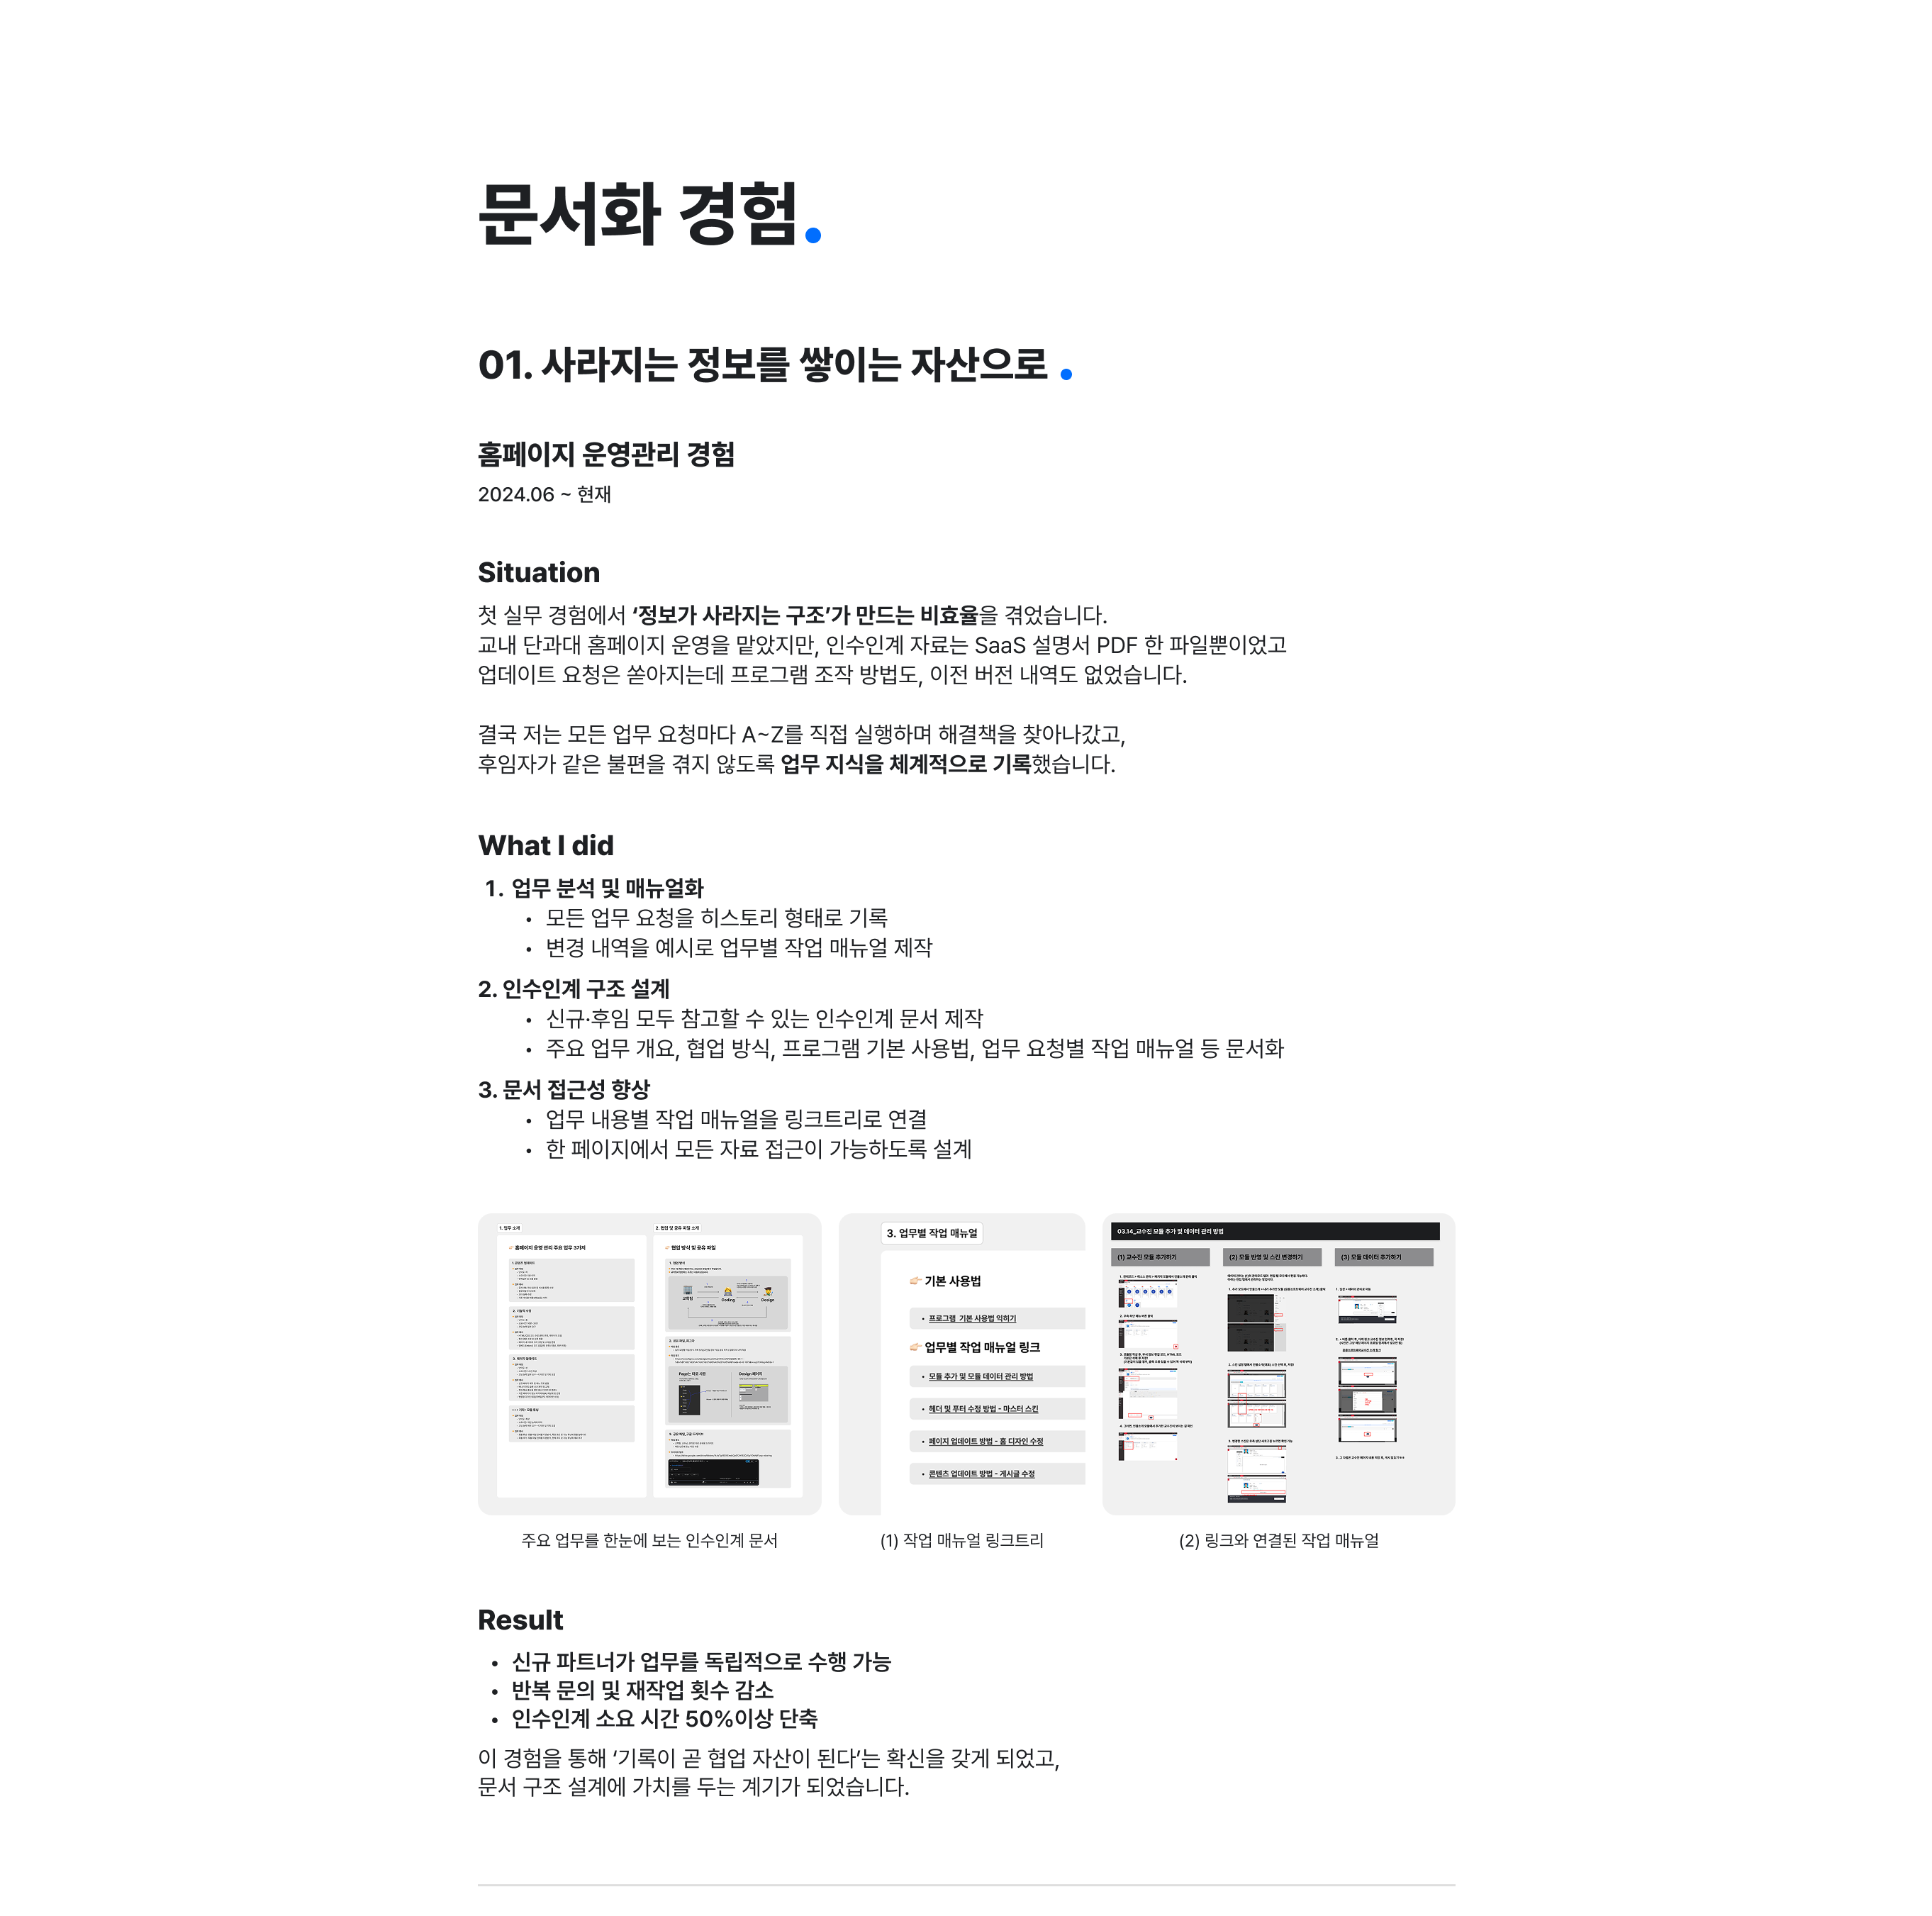 문서화 경험.
01. 사라지는 정보를 쌓이는 자산으로 .
홈페이지 운영관리 경험
2024.06 ~ 현재
Situation
첫 실무 경험에서 ‘정보가 사라지는 구조’가 만드는 비효율을 겪었습니다.
교내 단과대 홈페이지 운영을 맡았지만, 인수인계 자료는 SaaS 설명서 PDF 한 파일뿐이었고
업데이트 요청은 쏟아지는데 프로그램 조작 방법도, 이전 버전 내역도 없었습니다.
결국 저는 모든 업무 요청마다 A~Z를 직접 실행하며 해결책을 찾아나갔고,
후임자가 같은 불편을 겪지 않도록 업무 지식을 체계적으로 기록했습니다.
What I did
1. 업무 분석 및 매뉴얼화
• 모든 업무 요청을 히스토리 형태로 기록
• 변경 내역을 예시로 업무별 작업 매뉴얼 제작
2. 인수인계 구조 설계
• 신규·후임 모두 참고할 수 있는 인수인계 문서 제작
• 주요 업무 개요, 협업 방식, 프로그램 기본 사용법, 업무 요청별 작업 매뉴얼 등 문서화
3. 문서 접근성 향상
• 업무 내용별 작업 매뉴얼을 링크트리로 연결
• 한 페이지에서 모든 자료 접근이 가능하도록 설계
1. 업무 소개
홈페이지 운영 관리 주요 업무 3가지
2. 협업 및 공유 파일 소개
협업 방식 및 공유 파일
교학팀
Coding
Design
3. 업무별 작업 매뉴얼
기본 사용법
• 프로그램 기본 사용법 익히기
업무별 작업 매뉴얼 링크
• 모듈 추가 및 모듈 데이터 관리 방법
• 헤더 및 푸터 수정 방법 - 마스터 스킨
• 페이지 업데이트 방법 - 홈 디자인 수정
• 콘텐츠 업데이트 방법 - 게시글 수정
03.14_교수진 모듈 추가 및 데이터 관리 방법
(1) 교수진 모듈 추가하기
(2) 모듈 반영 및 스킨 변경하기
(3) 모듈 데이터 추가하기
주요 업무를 한눈에 보는 인수인계 문서
(1) 작업 매뉴얼 링크트리
(2) 링크와 연결된 작업 매뉴얼
Result
• 신규 파트너가 업무를 독립적으로 수행 가능
• 반복 문의 및 재작업 횟수 감소
• 인수인계 소요 시간 50%이상 단축
이 경험을 통해 ‘기록이 곧 협업 자산이 된다’는 확신을 갖게 되었고,
문서 구조 설계에 가치를 두는 계기가 되었습니다.